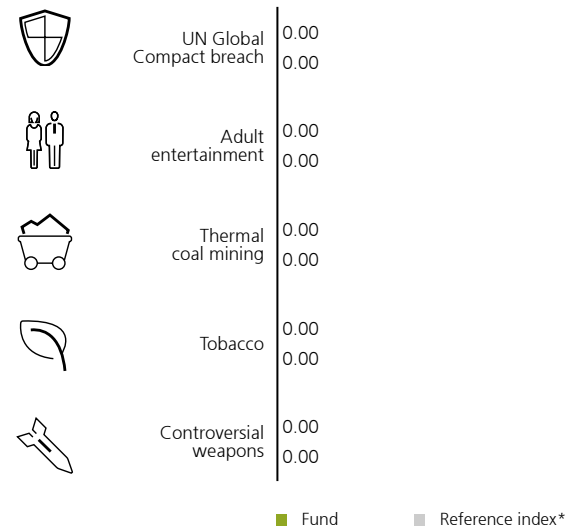 UN Global
Compact breach
0.00
0.00
Adult
entertainment
0.00
0.00
Thermal
coal mining
0.00
0.00
Tobacco
0.00
0.00
Controversial
weapons
0.00
0.00
Fund
Reference index*